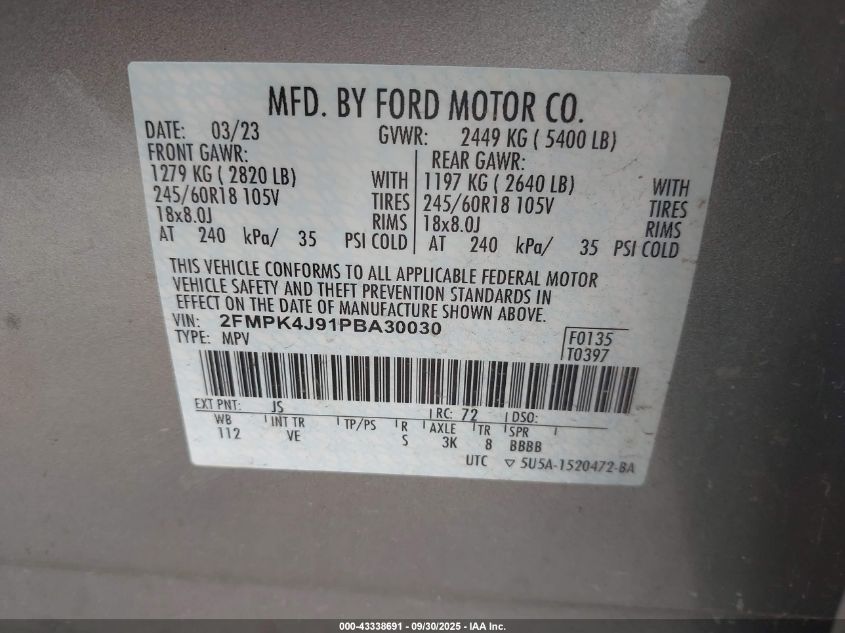 MFD. BY FORD MOTOR CO.
DATE: 03/23 GVWR: 2449 KG ( 5400 LB)
FRONT GAWR: REAR GAWR:
1279 KG ( 2820 LB) WITH 1197 KG ( 2640 LB) WITH
245/60R18 105V TIRES 245/60R18 105V TIRES
18x8.0J RIMS 18x8.0J RIMS
AT 240 kPa/ 35 PSI COLD AT 240 kPa/ 35 PSI COLD
THIS VEHICLE CONFORMS TO ALL APPLICABLE FEDERAL MOTOR
VEHICLE SAFETY AND THEFT PREVENTION STANDARDS IN
EFFECT ON THE DATE OF MANUFACTURE SHOWN ABOVE.
VIN: 2FMPK4J91PBA30030
TYPE: MPV
F0135
T0397
EXT PNT: JS RC: 72 DSO:
WB INT TR TP/PS R AXLE TR SPR
112 VE S 3K 8 BBBB
UTC ▽ 5U5A-1520472-BA
000-43338691 - 09/30/2025 - IAA Inc.